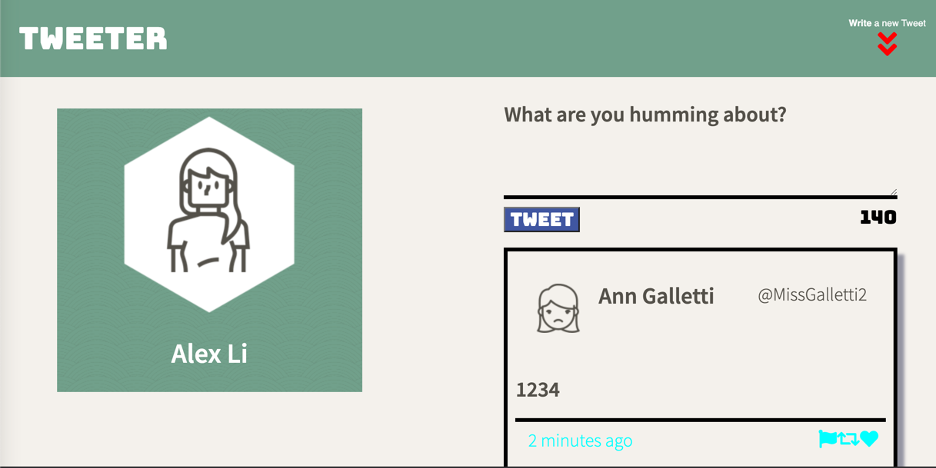 TWEETER
Write a new Tweet
Alex Li
What are you humming about?
TWEET
140
Ann Galletti
@MissGalletti2
1234
2 minutes ago